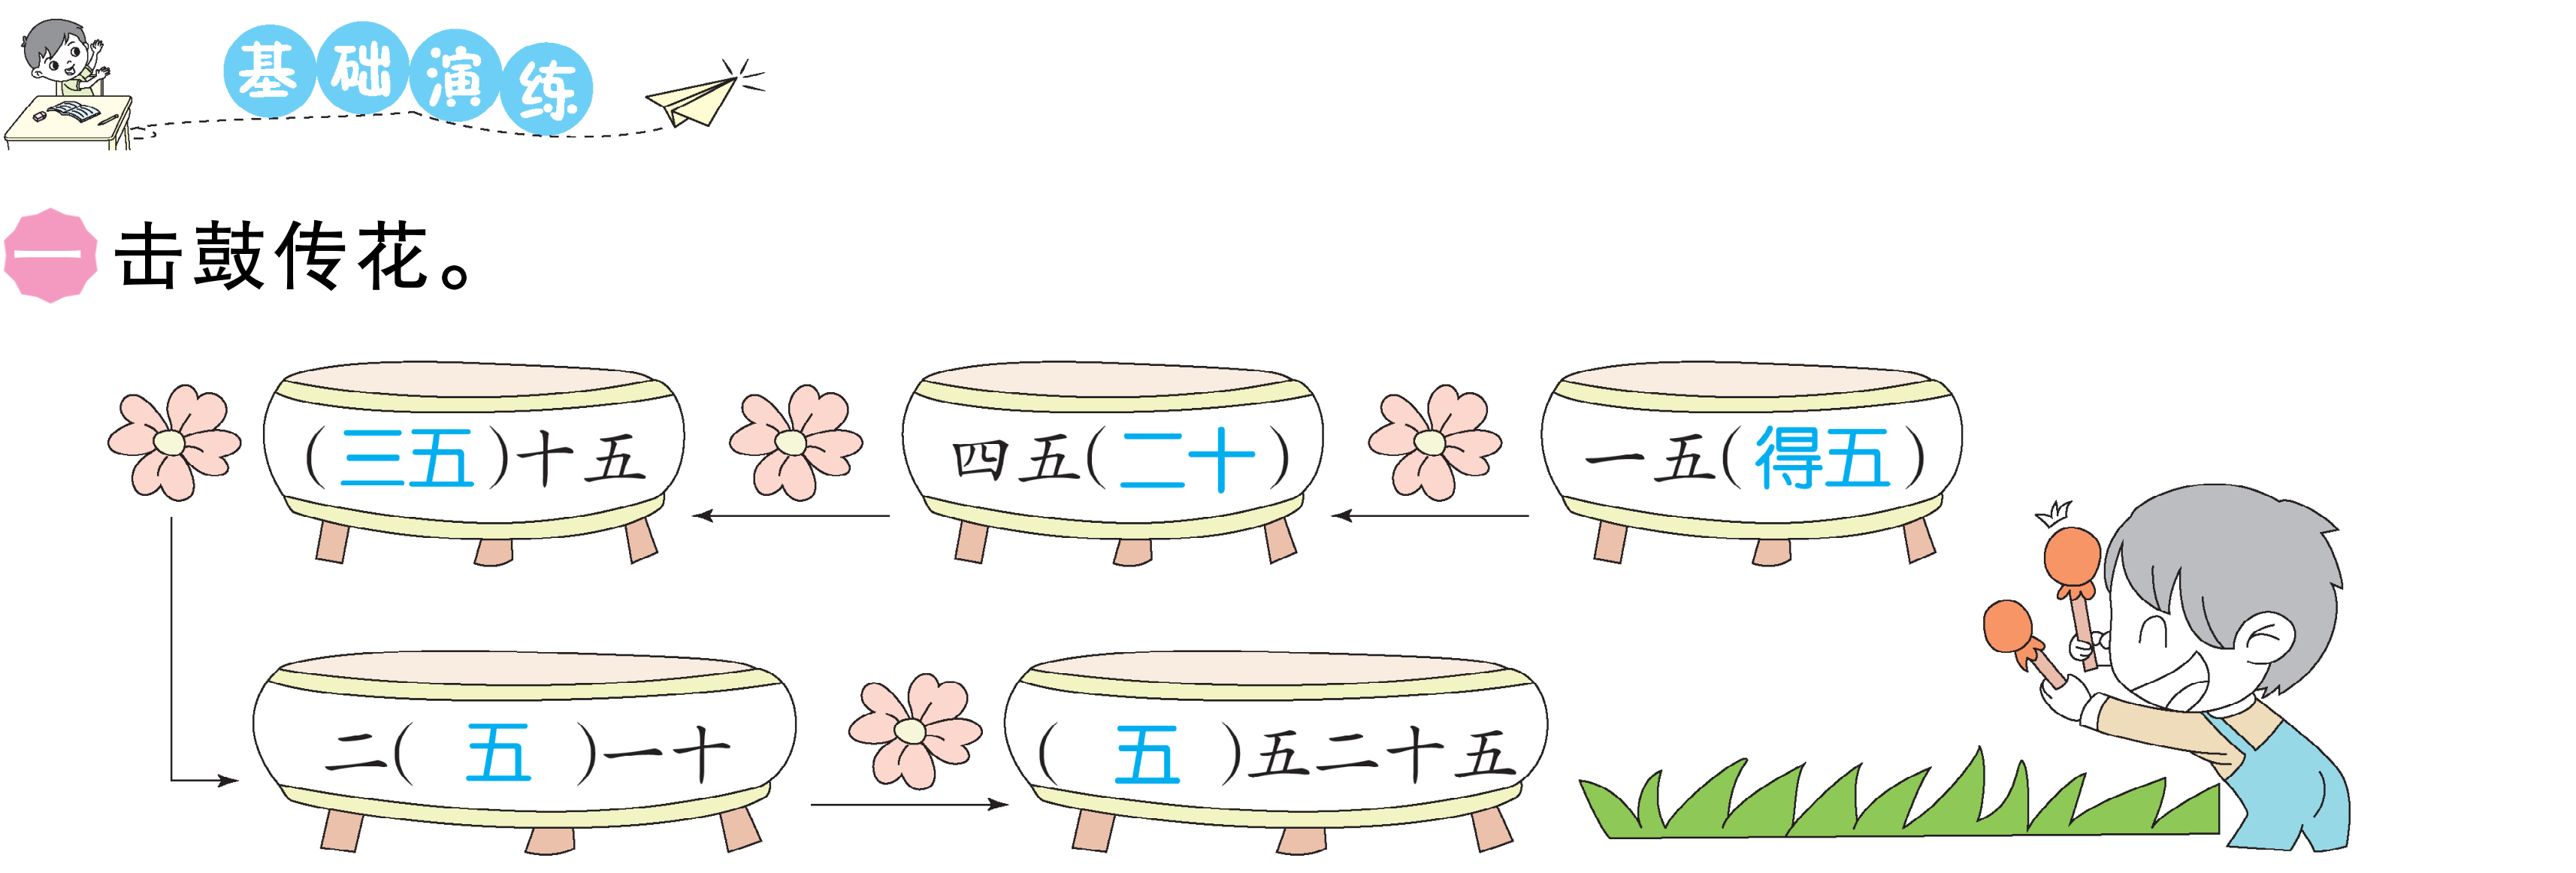 基础演练
一 击鼓传花。
(三五)十五 四五(二十) 一五(得五)
二(五)一十 (五)五二十五